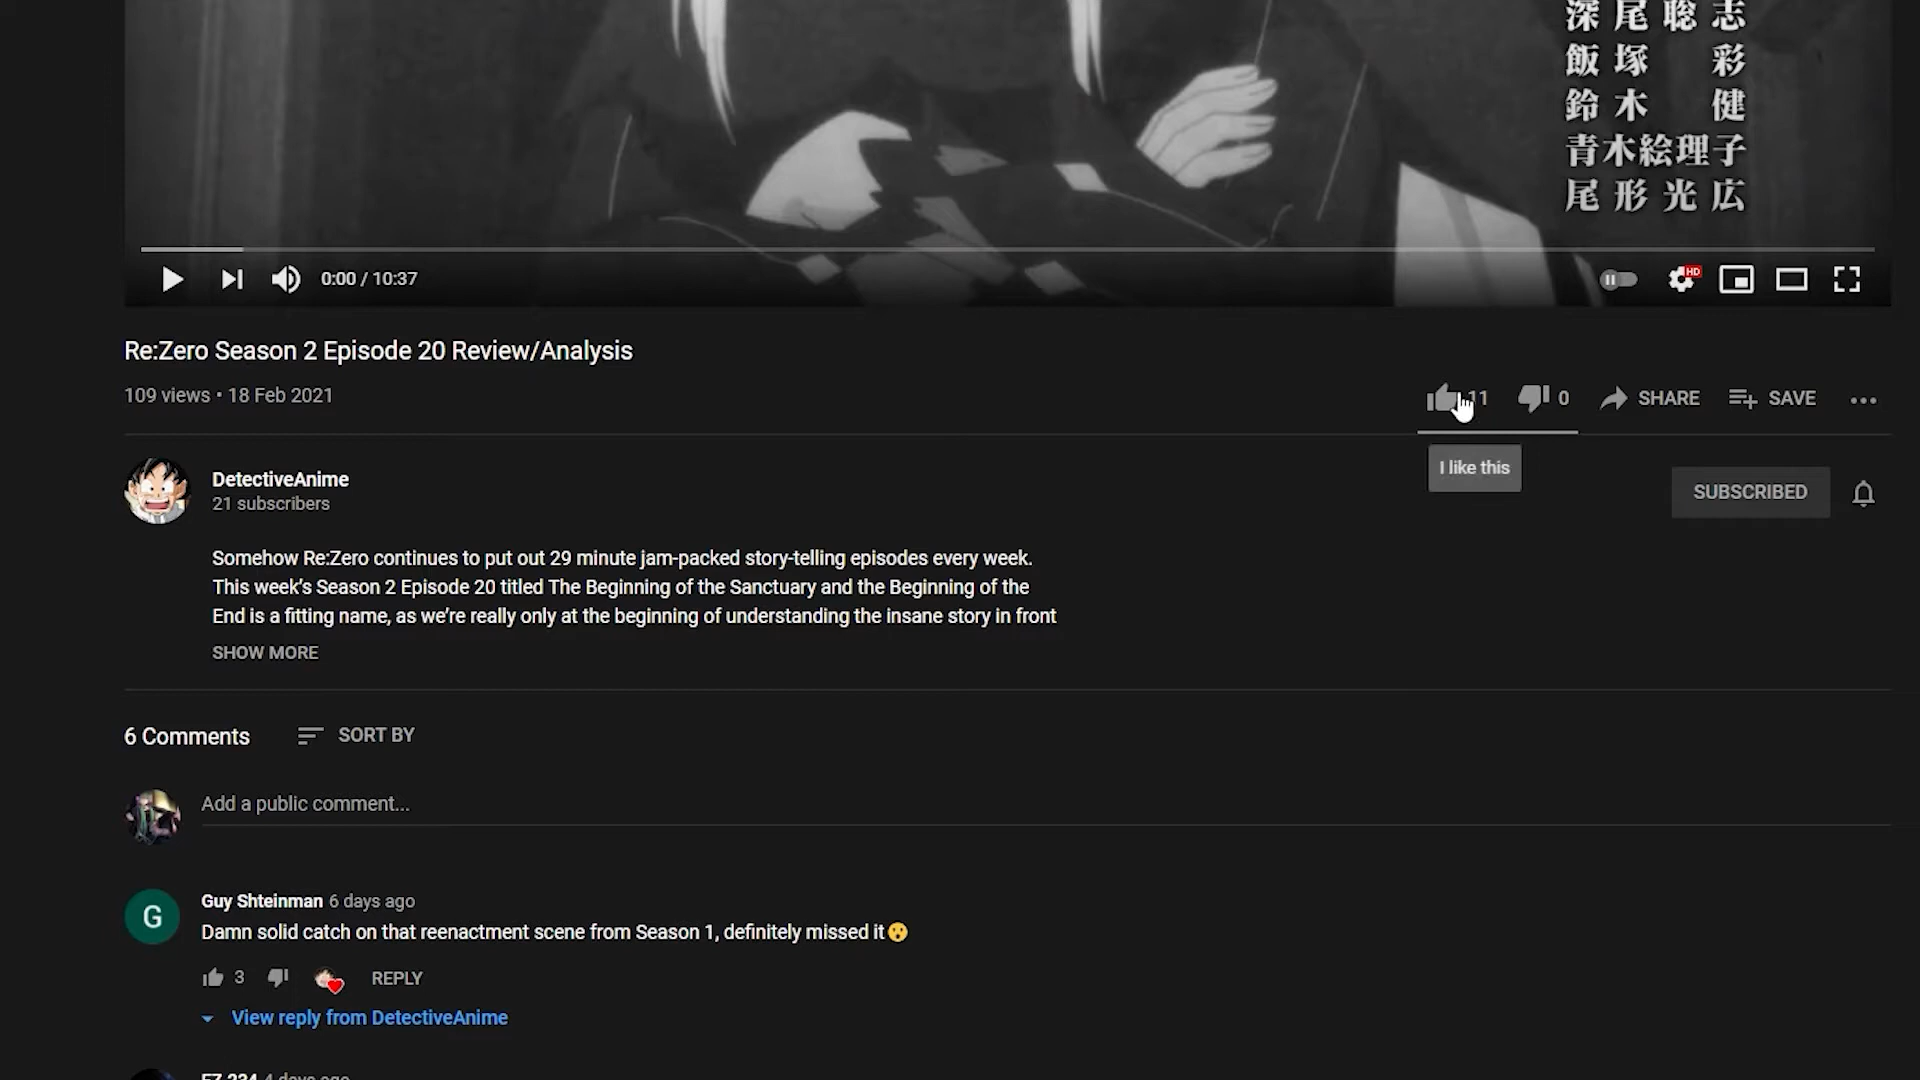 深尾聡志
飯塚 彩
鈴木 健
青木絵理子
尾形光広
0:00 / 10:37
HD
Re:Zero Season 2 Episode 20 Review/Analysis
109 views • 18 Feb 2021
11
0
SHARE
SAVE
I like this
DetectiveAnime
21 subscribers
SUBSCRIBED
Somehow Re:Zero continues to put out 29 minute jam-packed story-telling episodes every week.
This week's Season 2 Episode 20 titled The Beginning of the Sanctuary and the Beginning of the
End is a fitting name, as we're really only at the beginning of understanding the insane story in front
SHOW MORE
6 Comments
SORT BY
Add a public comment...
G
Guy Shteinman 6 days ago
Damn solid catch on that reenactment scene from Season 1, definitely missed it😮
3
REPLY
View reply from DetectiveAnime
4 days ago